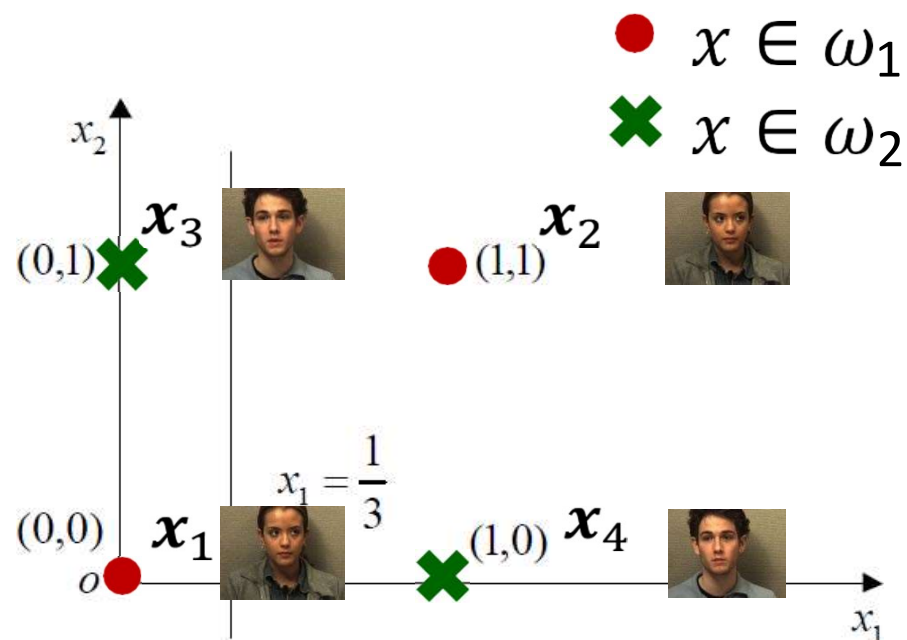 x ∈ ω₁
x ∈ ω₂
x₂
x₃
x₂
(0,1)
(1,1)
x₁ = 1/3
(0,0)
x₁
(1,0)
x₄
o
x₁